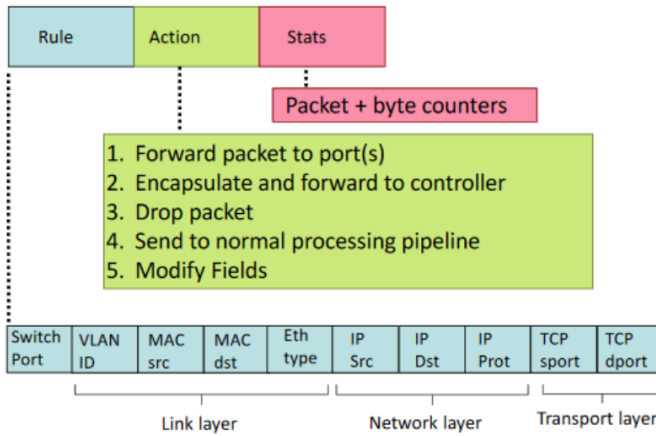 Rule Action Stats
Packet + byte counters
1. Forward packet to port(s)
2. Encapsulate and forward to controller
3. Drop packet
4. Send to normal processing pipeline
5. Modify Fields
Switch Port
VLAN ID
MAC src
MAC dst
Eth type
IP Src
IP Dst
IP Prot
TCP sport
TCP dport
Link layer
Network layer
Transport layer